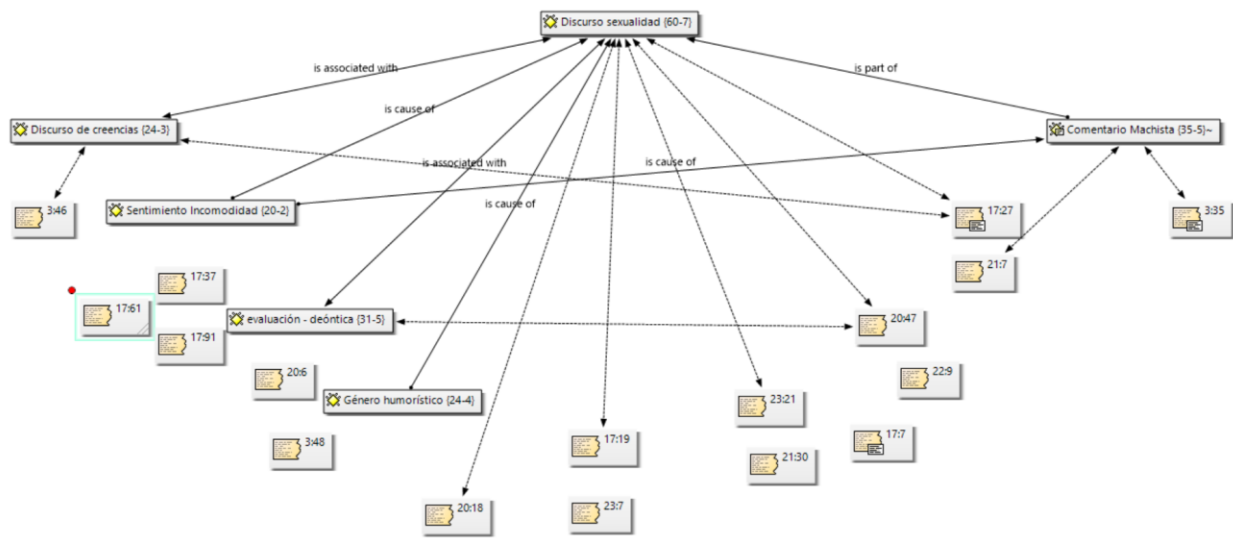 Discurso sexualidad {60-7}
is associated with
is part of
is cause of
Discurso de creencias {24-3}
Comentario Machista {35-5}~
is associated with
is cause of
3:46
Sentimiento Incomodidad {20-2}
is cause of
17:27
3:35
21:7
17:37
17:61
evaluación - deóntica {31-5}
20:47
17:91
20:6
22:9
Género humorístico {24-4}
23:21
3:48
17:19
17:7
21:30
20:18
23:7